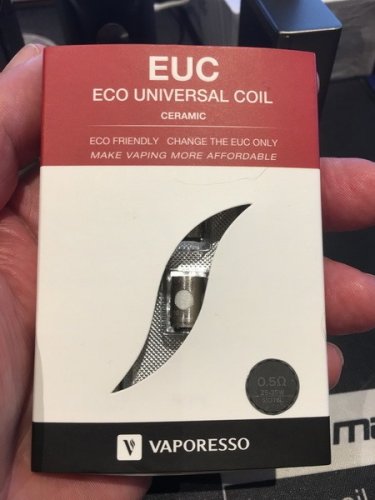 EUC
ECO UNIVERSAL COIL
CERAMIC
ECO FRIENDLY CHANGE THE EUC ONLY
MAKE VAPING MORE AFFORDABLE
0.5Ω
VAPORESSO